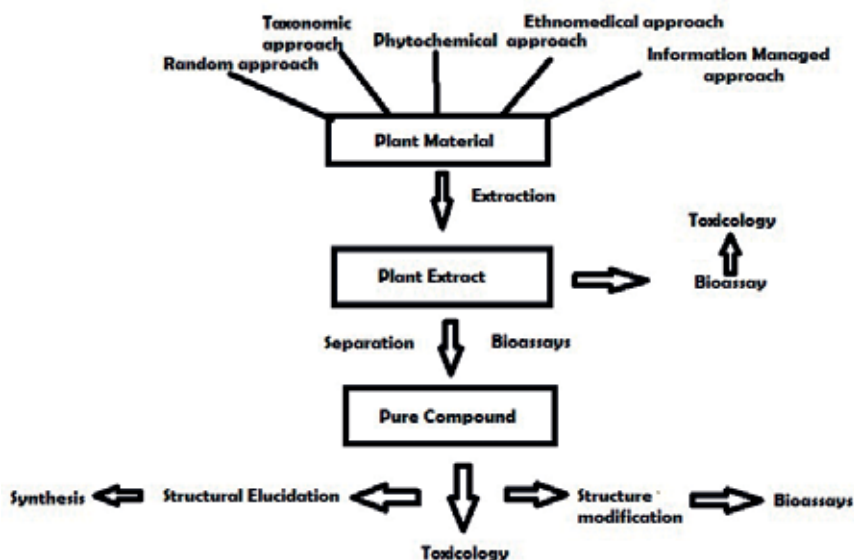 Taxonomic approach
Ethnomedical approach
Phytochemical approach
Random approach
Information Managed approach
Plant Material
Extraction
Toxicology
Plant Extract
Bioassay
Separation
Bioassays
Pure Compound
Synthesis
Structural Elucidation
Structure modification
Bioassays
Toxicology